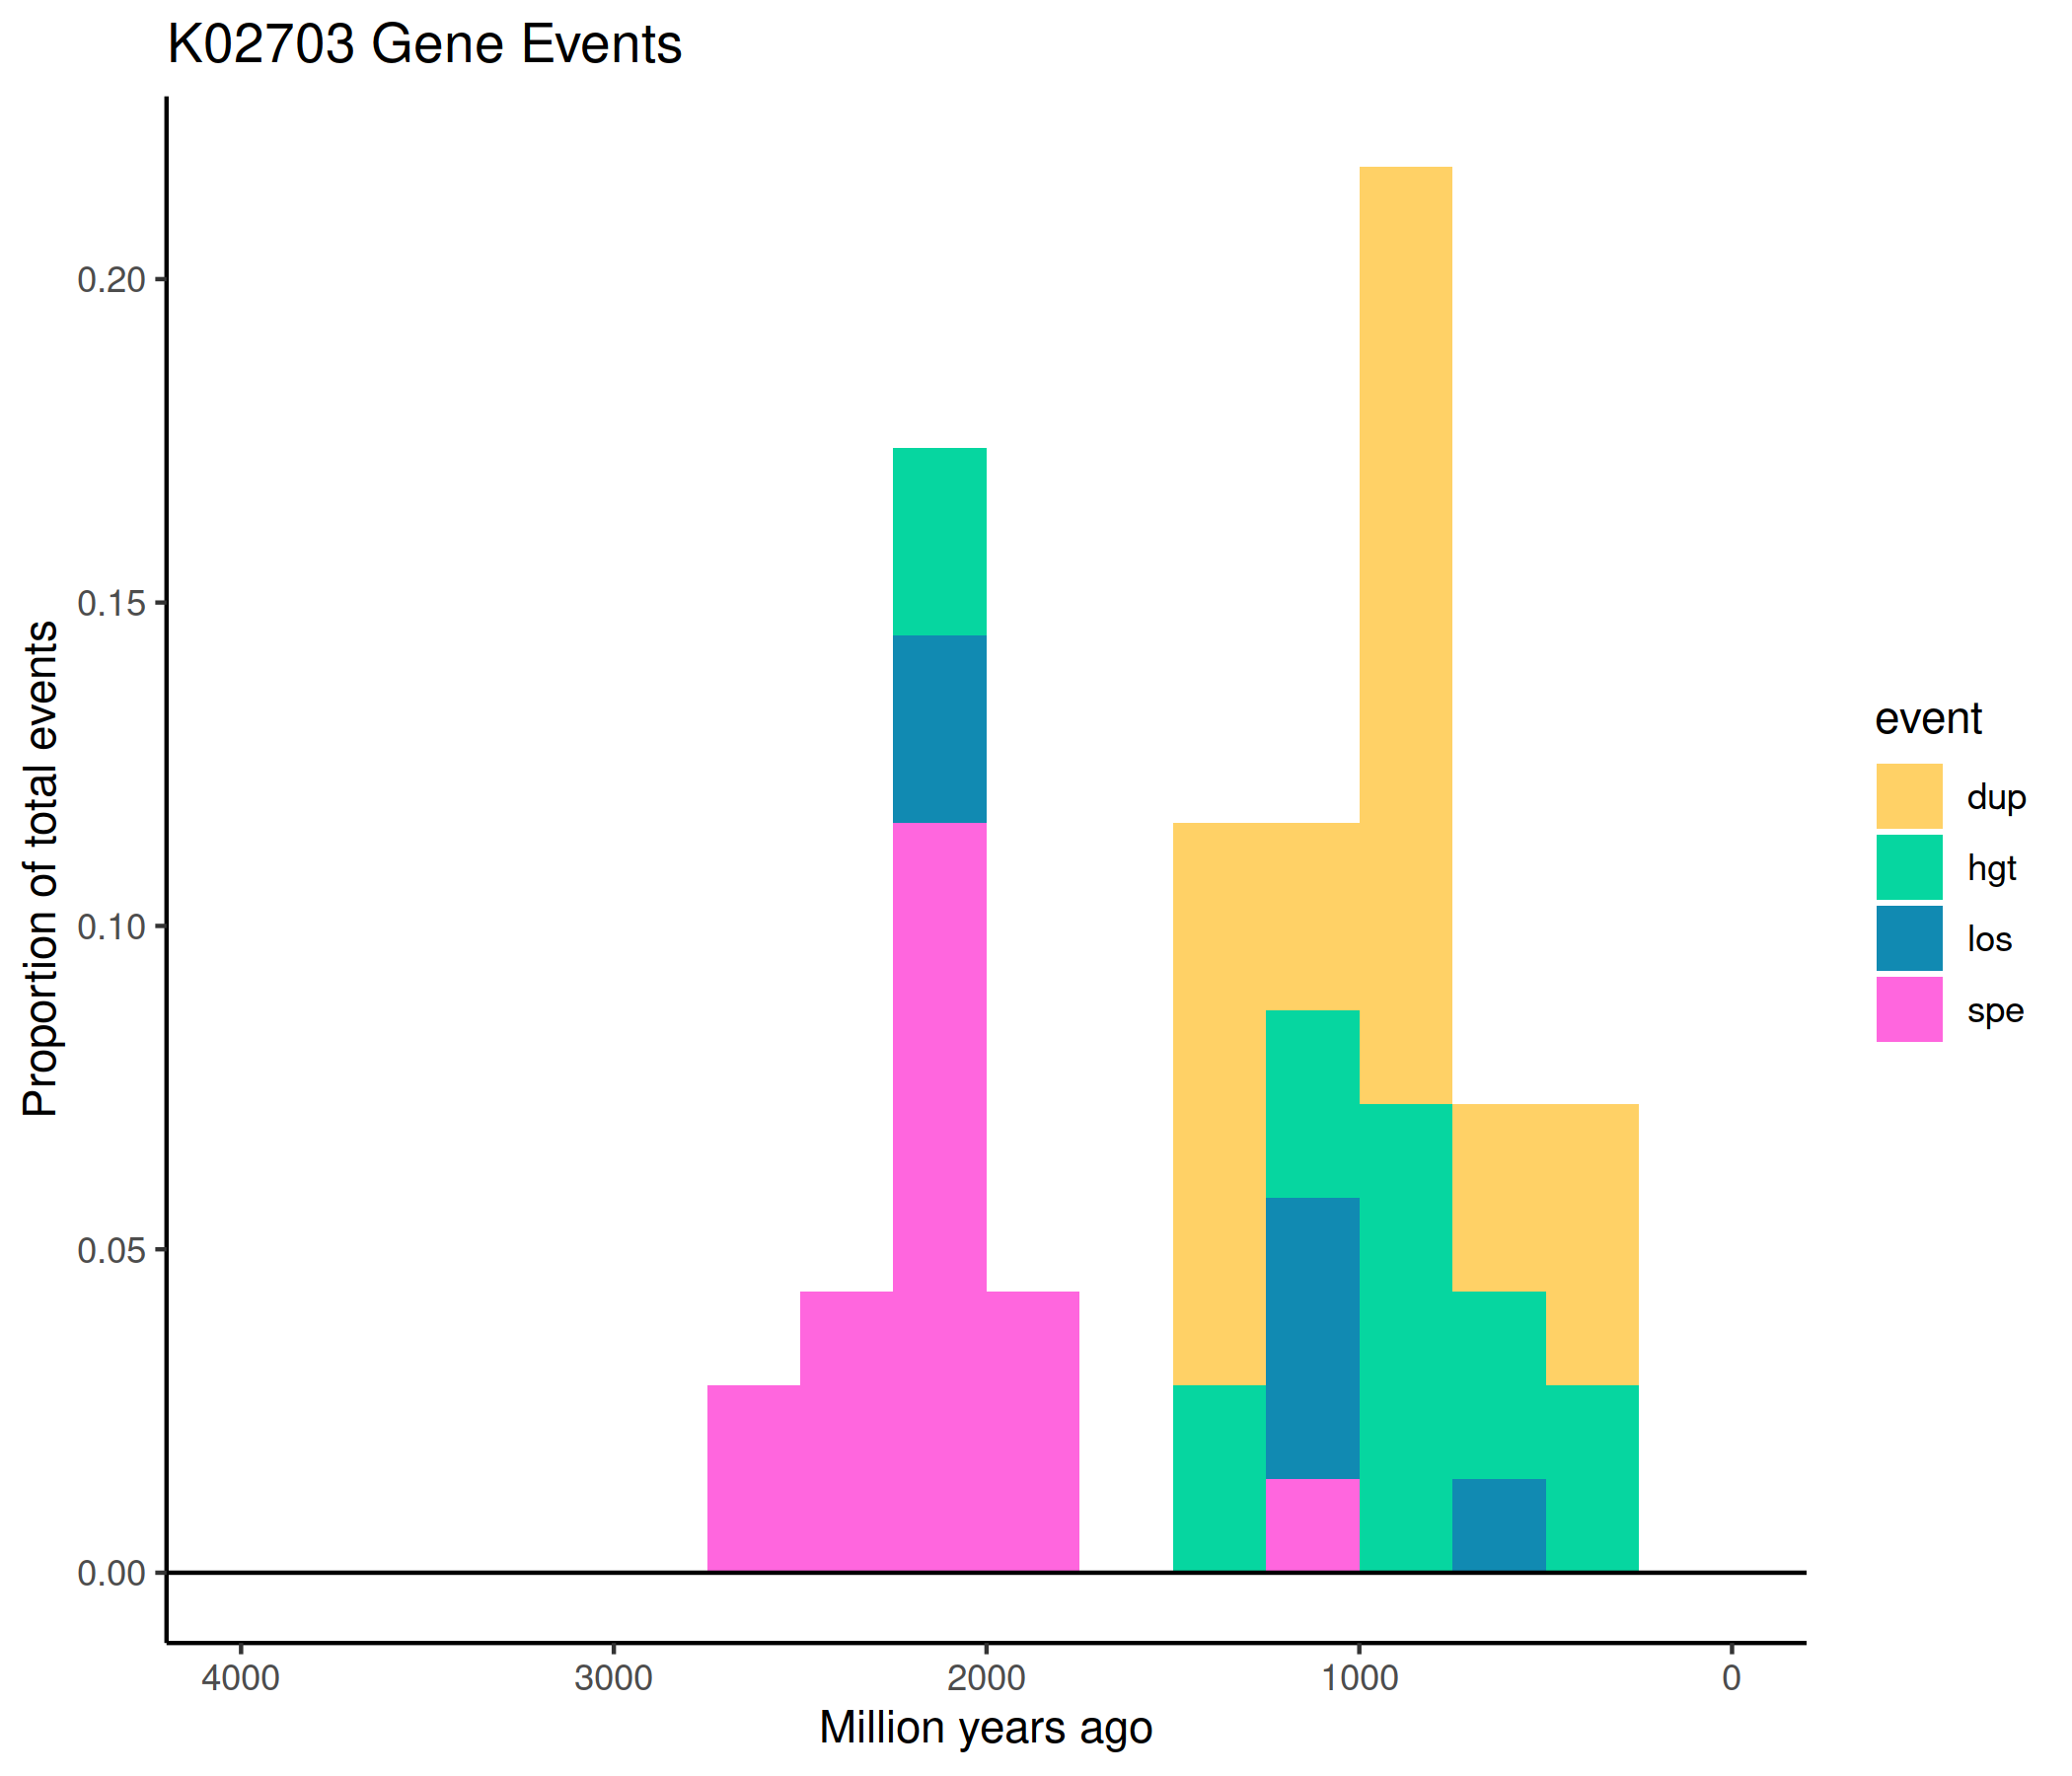 K02703 Gene Events
Proportion of total events
0.20
0.15
0.10
0.05
0.00
4000 3000 2000 1000 0
Million years ago
event
dup
hgt
los
spe